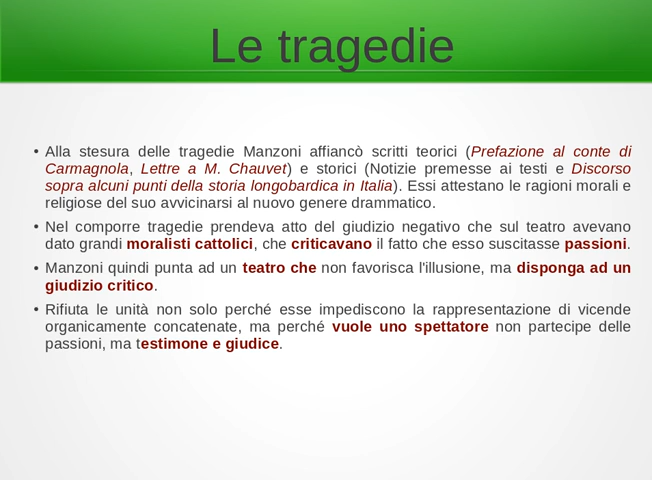 Le tragedie
• Alla stesura delle tragedie Manzoni affiancò scritti teorici (Prefazione al conte di
Carmagnola, Lettre a M. Chauvet) e storici (Notizie premesse ai testi e Discorso
sopra alcuni punti della storia longobardica in Italia). Essi attestano le ragioni morali e
religiose del suo avvicinarsi al nuovo genere drammatico.
• Nel comporre tragedie prendeva atto del giudizio negativo che sul teatro avevano
dato grandi moralisti cattolici, che criticavano il fatto che esso suscitasse passioni.
• Manzoni quindi punta ad un teatro che non favorisca l'illusione, ma disponga ad un
giudizio critico.
• Rifiuta le unità non solo perché esse impediscono la rappresentazione di vicende
organicamente concatenate, ma perché vuole uno spettatore non partecipe delle
passioni, ma testimone e giudice.